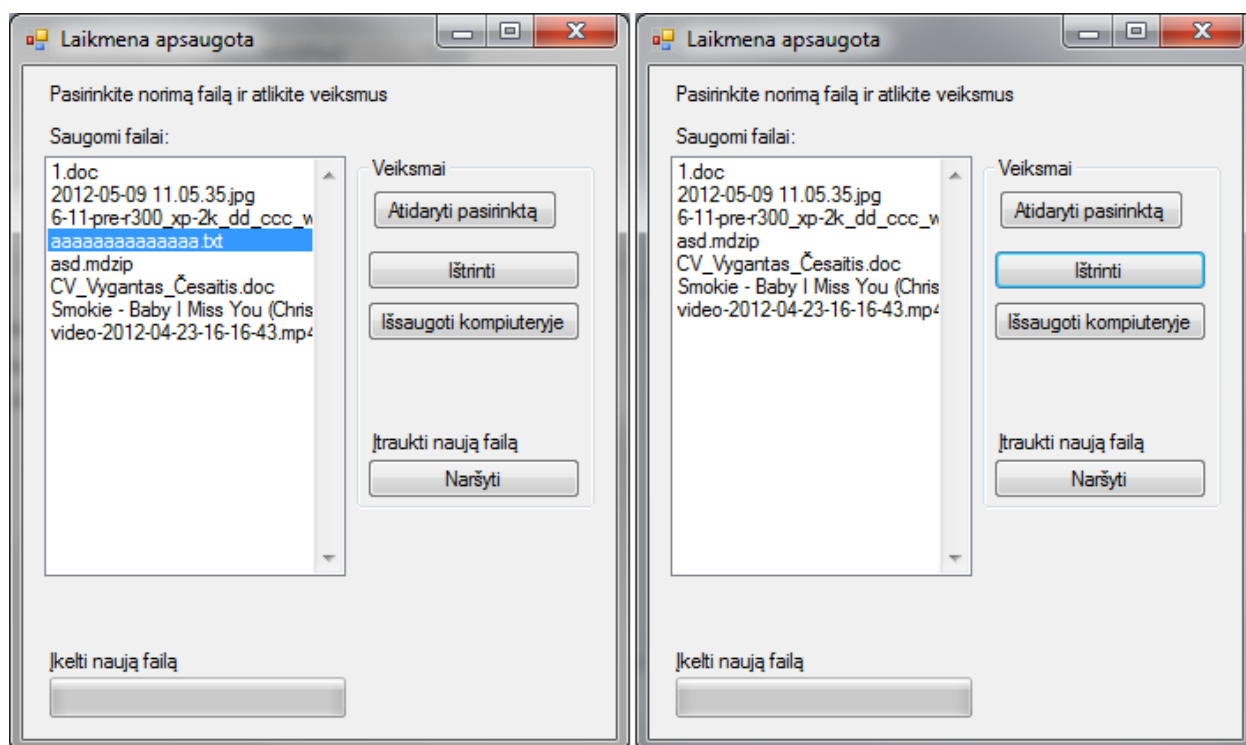 Laikmena apsaugota
Pasirinkite norimą failą ir atlikite veiksmus
Saugomi failai:
1.doc
2012-05-09 11.05.35.jpg
6-11-pre-r300_xp-2k_dd_ccc_w
aaaaaaaaaaaaaa.txt
asd.mdzip
CV_Vygantas_Česaitis.doc
Smokie - Baby I Miss You (Chris
video-2012-04-23-16-16-43.mp4
Veiksmai
Atidaryti pasirinktą
Ištrinti
Išsaugoti kompiuteryje
Įtraukti naują failą
Naršyti
Įkelti naują failą
Laikmena apsaugota
Pasirinkite norimą failą ir atlikite veiksmus
Saugomi failai:
1.doc
2012-05-09 11.05.35.jpg
6-11-pre-r300_xp-2k_dd_ccc_w
asd.mdzip
CV_Vygantas_Česaitis.doc
Smokie - Baby I Miss You (Chris
video-2012-04-23-16-16-43.mp4
Veiksmai
Atidaryti pasirinktą
Ištrinti
Išsaugoti kompiuteryje
Įtraukti naują failą
Naršyti
Įkelti naują failą